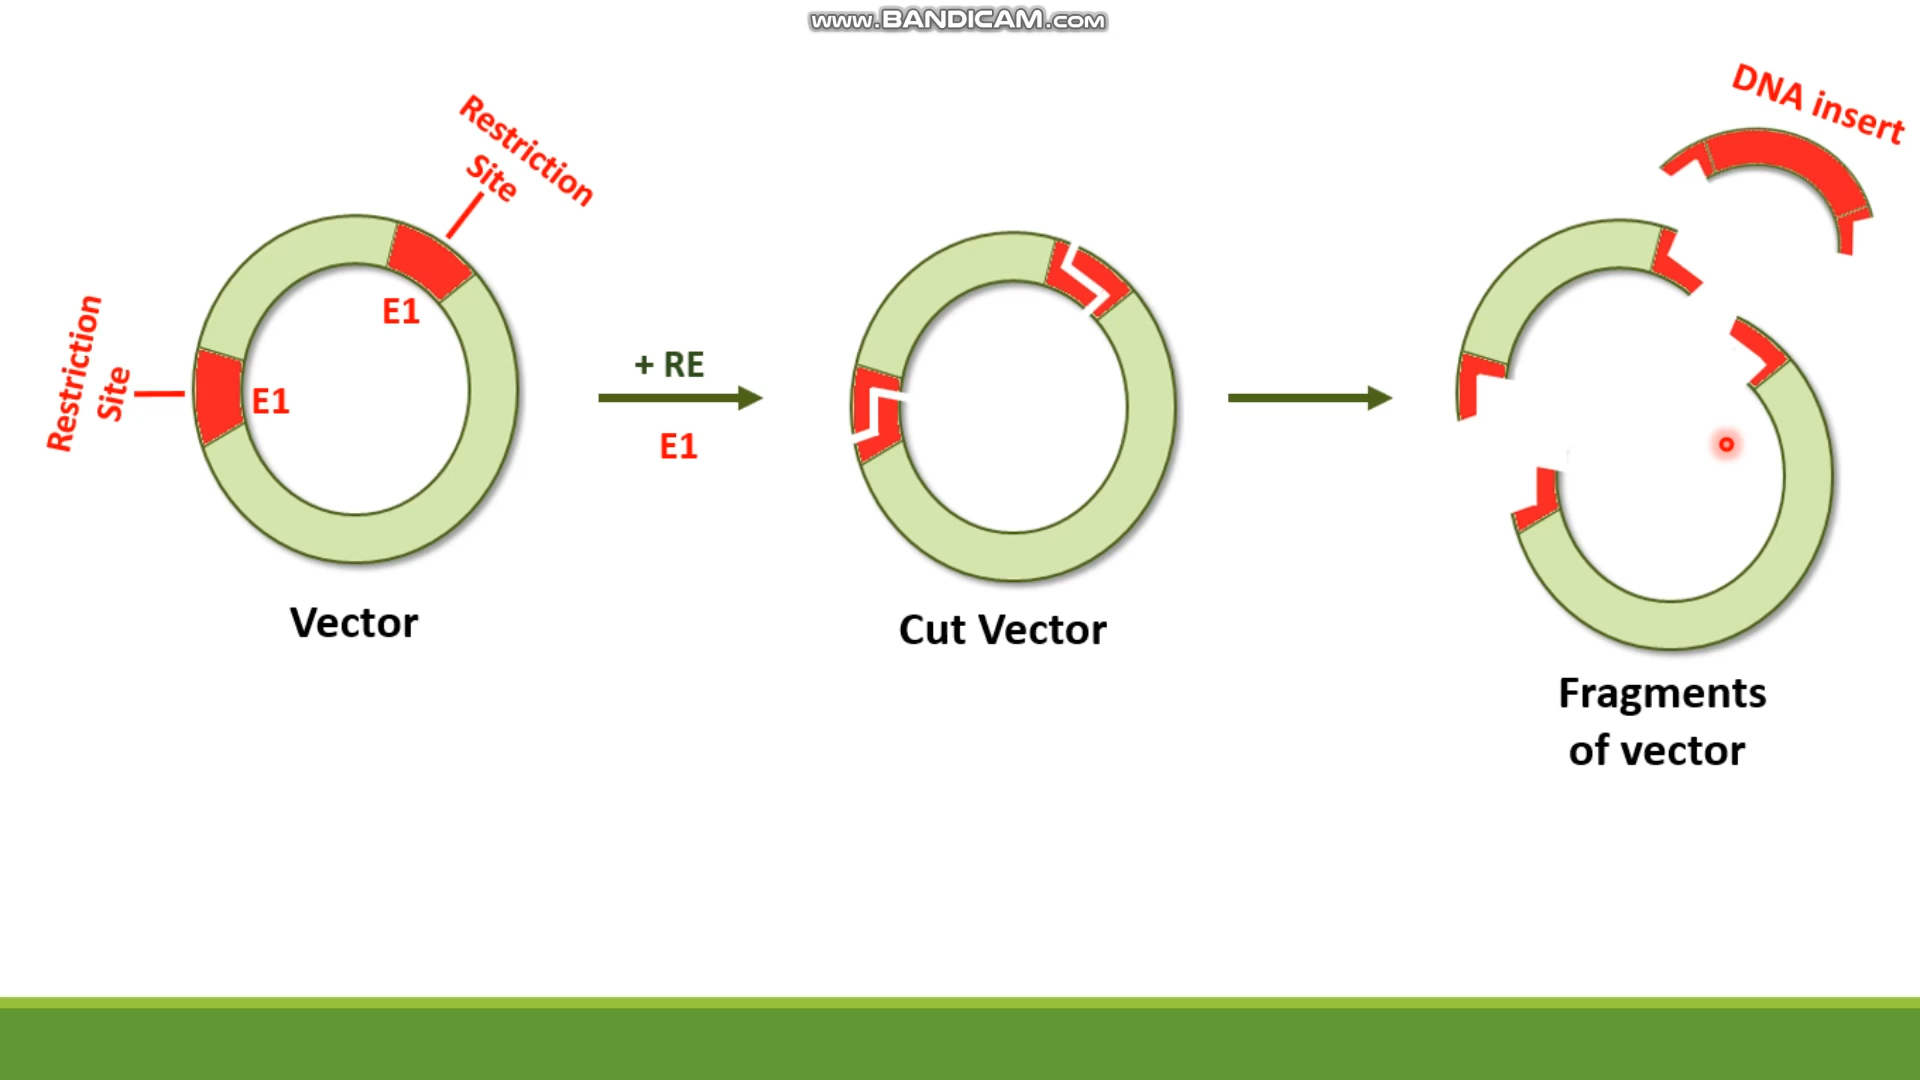 www.BANDICAM.com
Restriction
Site
E1
Restriction
Site
E1
Vector
+ RE
E1
Cut Vector
DNA insert
Fragments
of vector